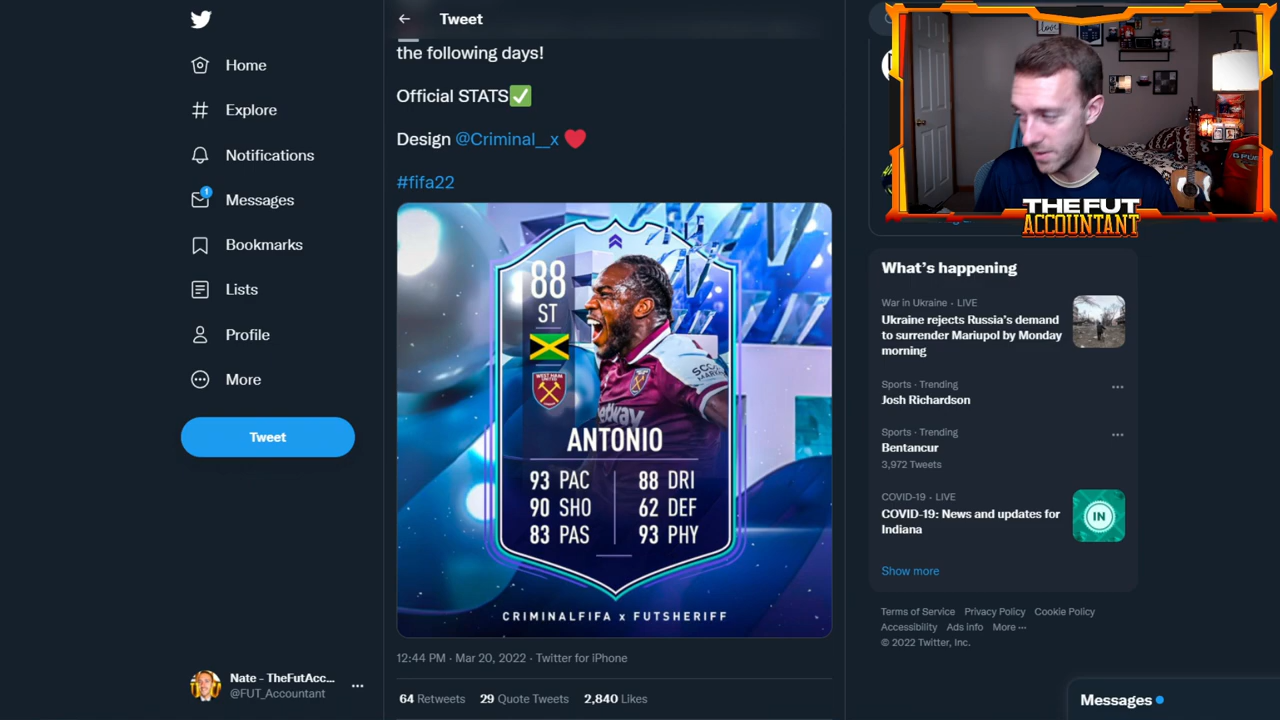 Home
Explore
Notifications
1
Messages
Bookmarks
Lists
Profile
More
Tweet
Nate - TheFutAcc...
@FUT_Accountant
Tweet
the following days!
Official STATS✅
Design @Criminal__x ❤️
#fifa22
88
ST
ANTONIO
93 PAC
88 DRI
90 SHO
62 DEF
83 PAS
93 PHY
CRIMINALFIFA x FUTSHERIFF
12:44 PM · Mar 20, 2022 · Twitter for iPhone
64 Retweets 29 Quote Tweets 2,840 Likes
THE FUT
ACCOUNTANT
What's happening
War in Ukraine · LIVE
Ukraine rejects Russia's demand
to surrender Mariupol by Monday
morning
Sports · Trending
Josh Richardson
Sports · Trending
Bentancur
3,972 Tweets
COVID-19 · LIVE
COVID-19: News and updates for
Indiana
IN
Show more
Terms of Service Privacy Policy Cookie Policy
Accessibility Ads info More ···
© 2022 Twitter, Inc.
Messages